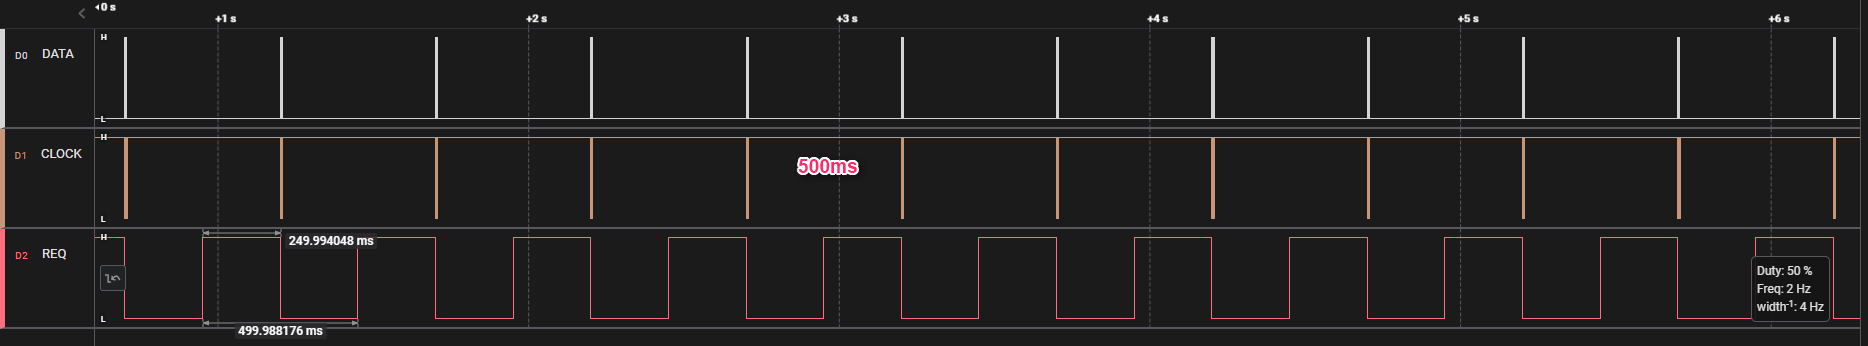 0 s
+1 s
+2 s
+3 s
+4 s
+5 s
+6 s
D0 DATA
H
L
D1 CLOCK
H
L
500ms
D2 REQ
H
L
249.994048 ms
499.988176 ms
Duty: 50 %
Freq: 2 Hz
width-1: 4 Hz